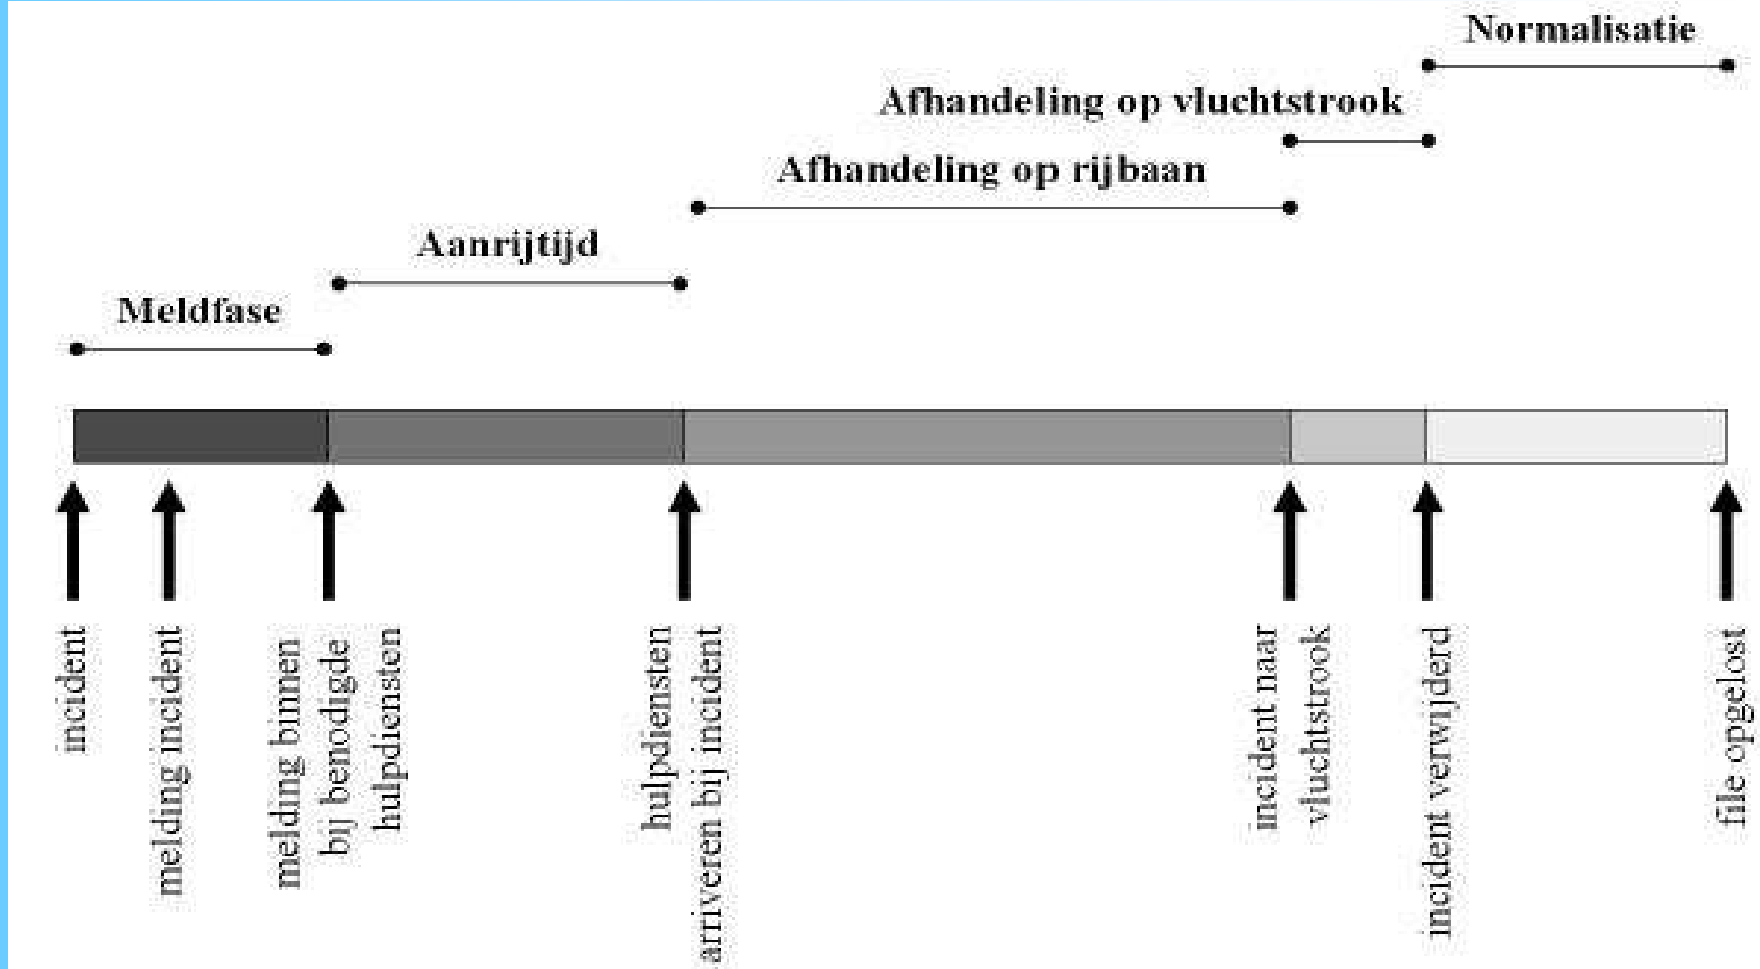 Normalisatie
Afhandeling op vluchtstrook
Afhandeling op rijbaan
Aanrijtijd
Meldfase
incident
melding incident
melding binnen
bij benodigde
hulpdiensten
hulpdiensten
arriveren bij incident
incident naar
vluchtstrook
incident verwijderd
file opgelost